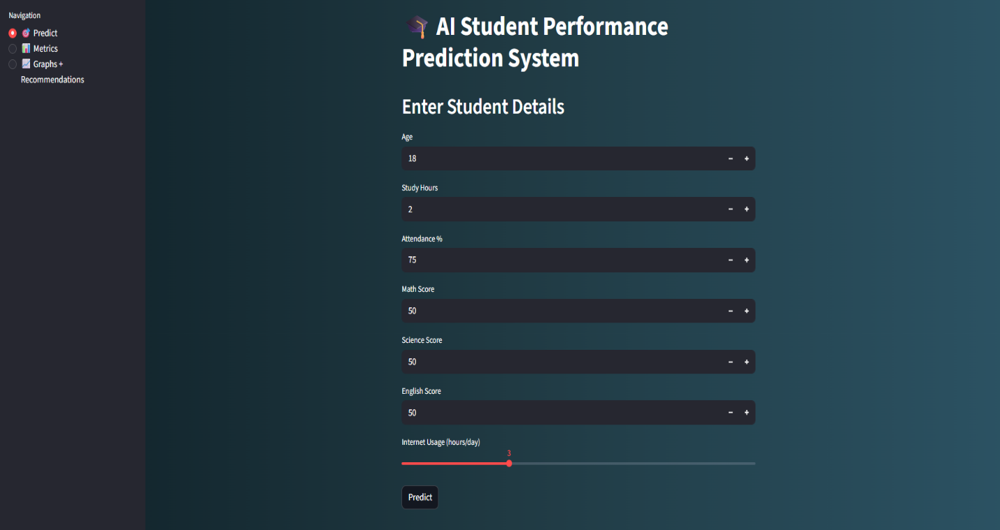 Navigation
Predict
Metrics
Graphs +
Recommendations
AI Student Performance
Prediction System
Enter Student Details
Age
18
Study Hours
2
Attendance %
75
Math Score
50
Science Score
50
English Score
50
Internet Usage (hours/day)
3
Predict